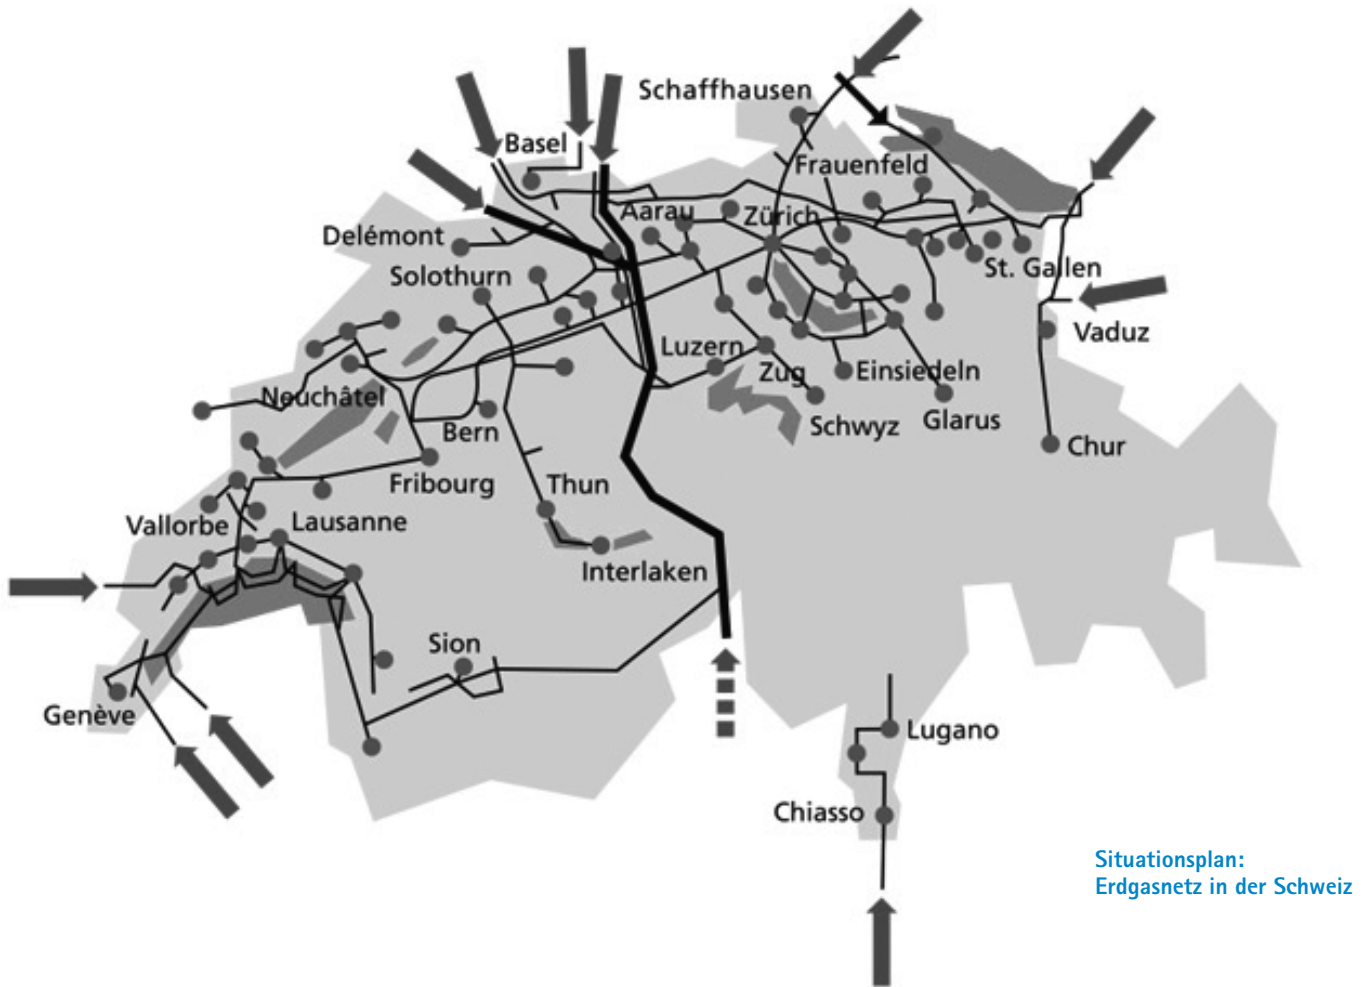 Schaffhausen
Basel
Frauenfeld
Aarau
Zürich
Delémont
St. Gallen
Solothurn
Vaduz
Luzern
Zug
Einsiedeln
Neuchâtel
Schwyz
Glarus
Bern
Chur
Fribourg
Thun
Vallorbe
Lausanne
Interlaken
Sion
Genève
Lugano
Chiasso
Situationsplan:
Erdgasnetz in der Schweiz